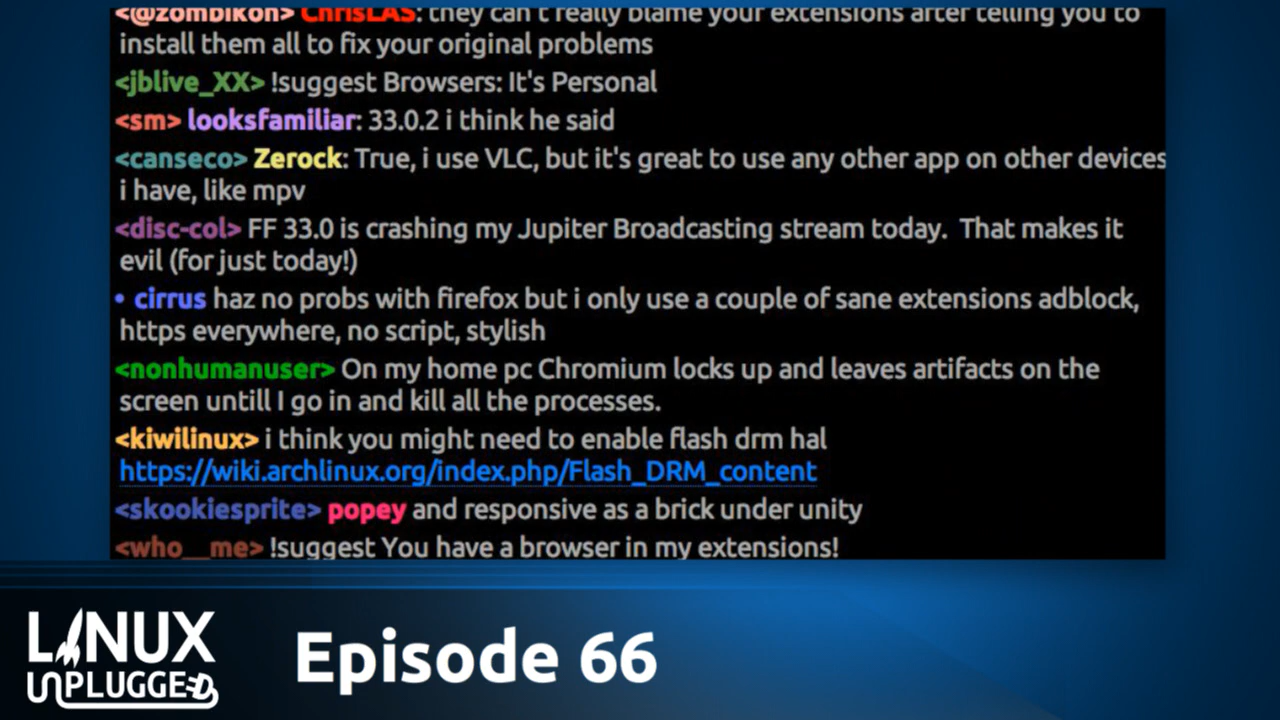 <@zombikon> ChrisLAS: they can't really blame your extensions after telling you to
install them all to fix your original problems
<jblive_XX> !suggest Browsers: It's Personal
<sm> looksfamiliar: 33.0.2 i think he said
<canseco> Zerock: True, i use VLC, but it's great to use any other app on other devices
i have, like mpv
<disc-col> FF 33.0 is crashing my Jupiter Broadcasting stream today.  That makes it
evil (for just today!)
• cirrus haz no probs with firefox but i only use a couple of sane extensions adblock,
https everywhere, no script, stylish
<nonhumanuser> On my home pc Chromium locks up and leaves artifacts on the
screen untill I go in and kill all the processes.
<kiwilinux> i think you might need to enable flash drm hal
https://wiki.archlinux.org/index.php/Flash_DRM_content
<skookiesprite> popey and responsive as a brick under unity
<who__me> !suggest You have a browser in my extensions!
LINUX
UNPLUGGED
Episode 66